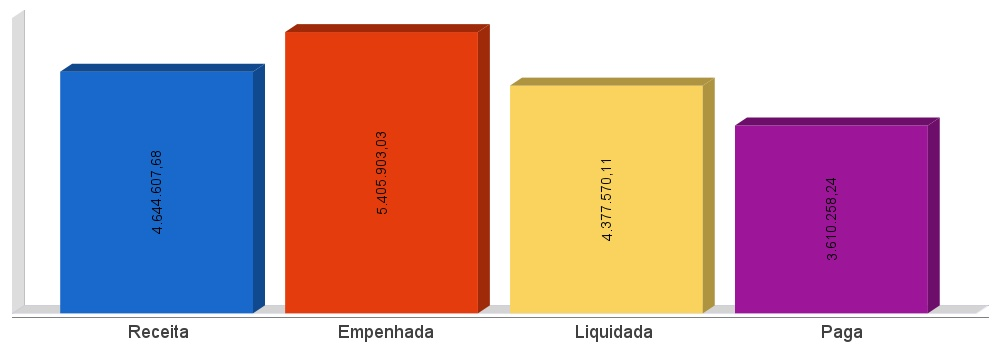 4.644.607,68
5.405.903,03
4.377.570,11
3.610.258,24
Receita Empenhada Liquidada Paga